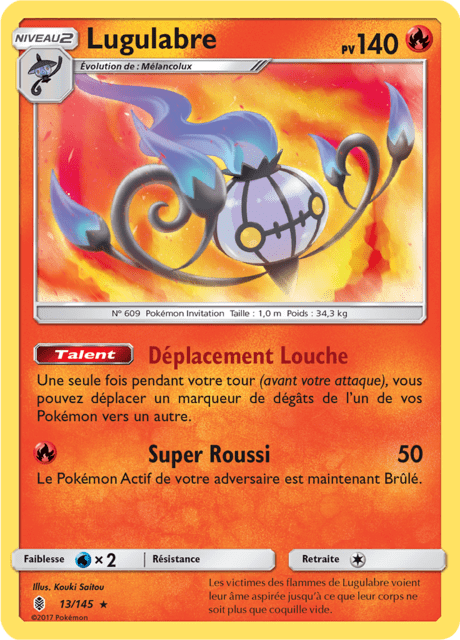 NIVEAU 2
Lugulabre
PV 140
Évolution de : Mélancolux
N° 609 Pokémon Invitation Taille : 1,0 m Poids : 34,3 kg
Talent Déplacement Louche
Une seule fois pendant votre tour (avant votre attaque), vous
pouvez déplacer un marqueur de dégâts de l'un de vos
Pokémon vers un autre.
Super Roussi 50
Le Pokémon Actif de votre adversaire est maintenant Brûlé.
Faiblesse × 2 Résistance Retraite
Illus. Kouki Saitou
13/145 ★
©2017 Pokémon
Les victimes des flammes de Lugulabre voient
leur âme aspirée jusqu'à ce que leur corps ne
soit plus que coquille vide.